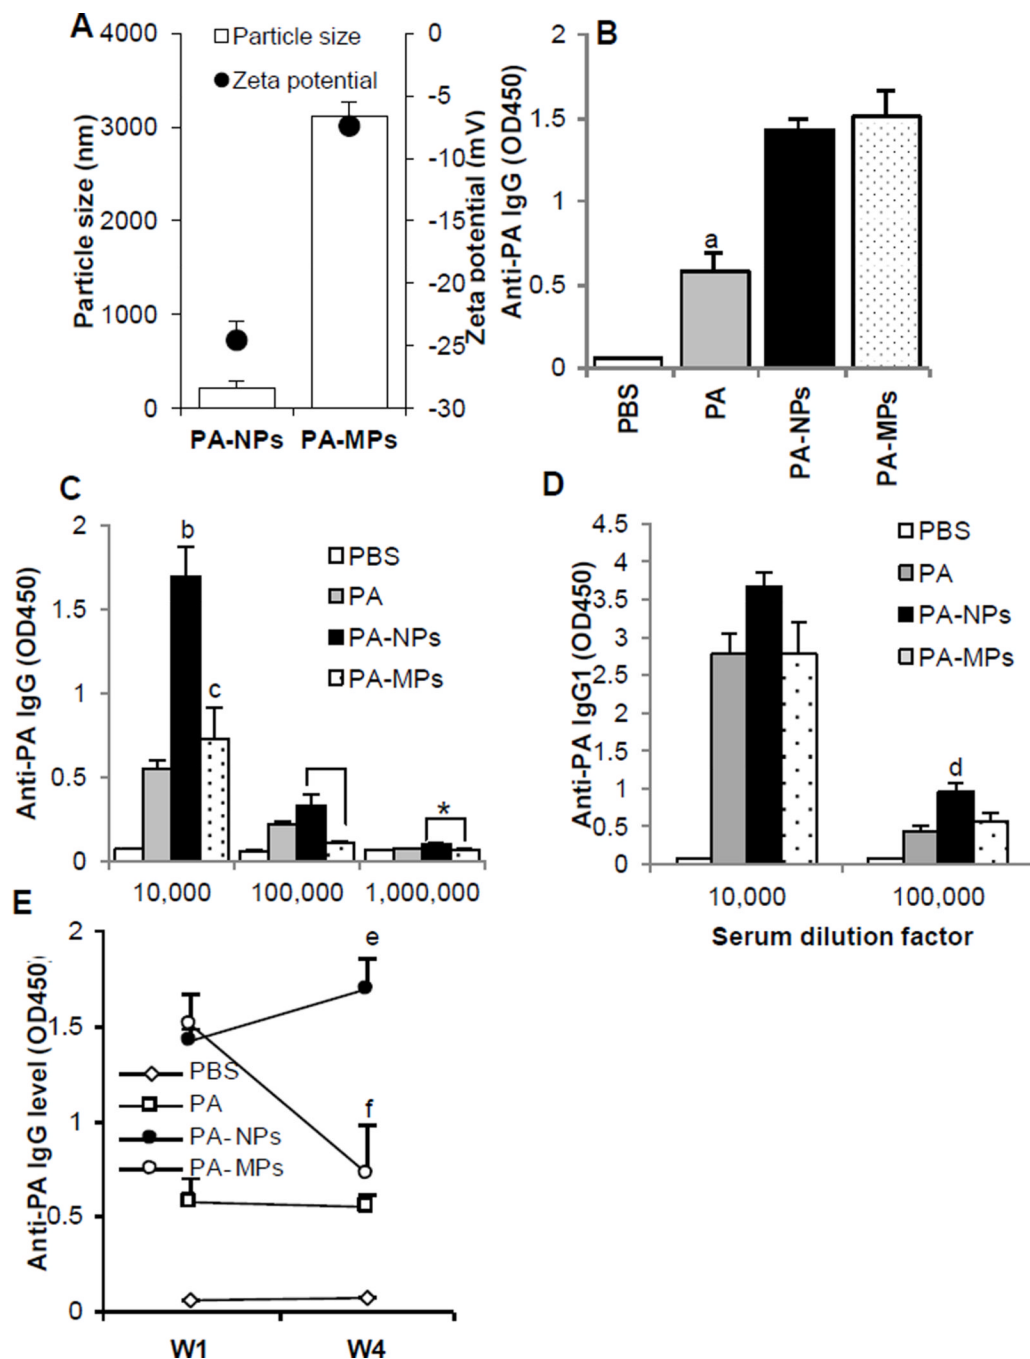 A
4000
3000
2000
1000
0
Particle size (nm)
Particle size
Zeta potential
0
-5
-10
-15
-20
-25
-30
Zeta potential (mV)
PA-NPs PA-MPs
B
2
1.5
1
0.5
0
Anti-PA IgG (OD450)
a
PBS
PA
PA-NPs
PA-MPs
C
2
1.5
1
0.5
0
Anti-PA IgG (OD450)
b
c
*
PBS
PA
PA-NPs
PA-MPs
10,000 100,000 1,000,000
D
4.5
4
3.5
3
2.5
2
1.5
1
0.5
0
Anti-PA IgG1 (OD450)
d
PBS
PA
PA-NPs
PA-MPs
10,000 100,000
Serum dilution factor
E
2
1.5
1
0.5
0
Anti-PA IgG level (OD450)
e
f
PBS
PA
PA-NPs
PA-MPs
W1 W4